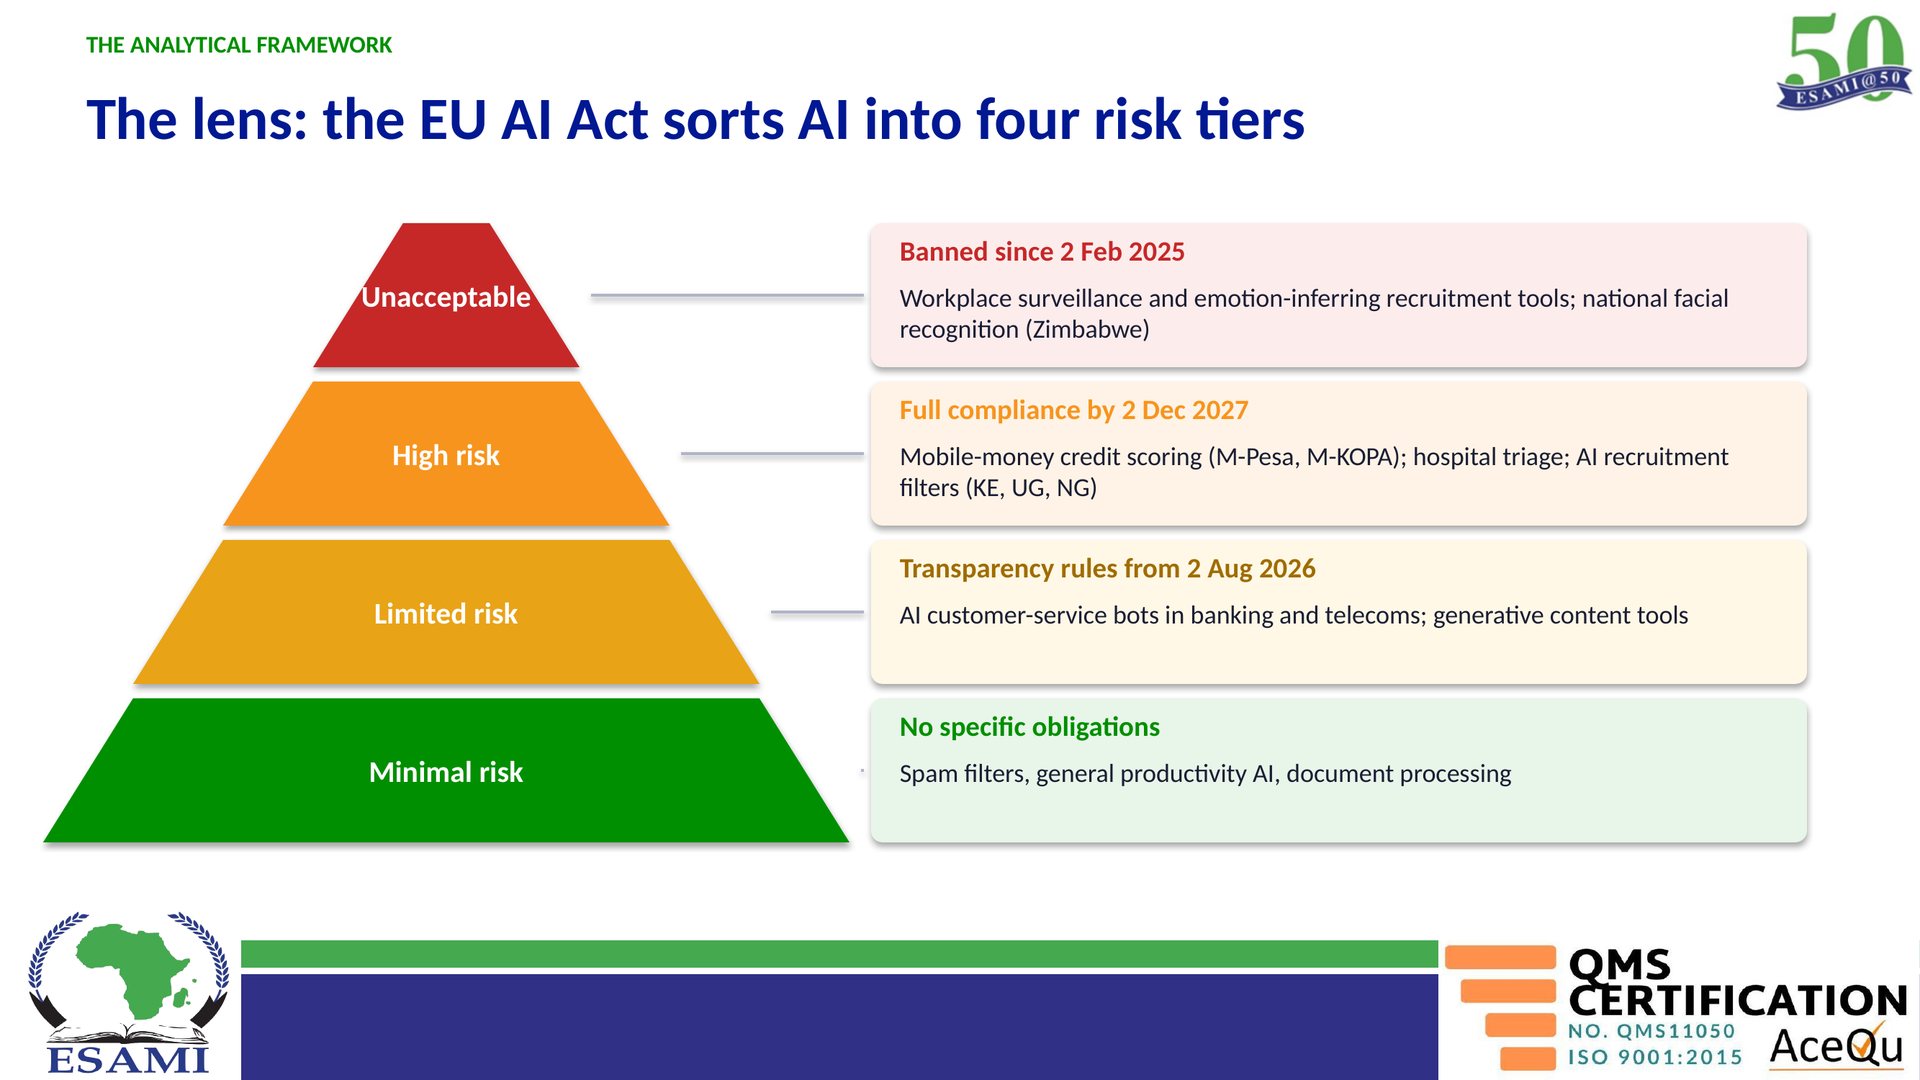 THE ANALYTICAL FRAMEWORK
50
ESAMI@50
The lens: the EU AI Act sorts AI into four risk tiers
Unacceptable
Banned since 2 Feb 2025
Workplace surveillance and emotion-inferring recruitment tools; national facial
recognition (Zimbabwe)
High risk
Full compliance by 2 Dec 2027
Mobile-money credit scoring (M-Pesa, M-KOPA); hospital triage; AI recruitment
filters (KE, UG, NG)
Limited risk
Transparency rules from 2 Aug 2026
AI customer-service bots in banking and telecoms; generative content tools
Minimal risk
No specific obligations
Spam filters, general productivity AI, document processing
ESAMI
QMS
CERTIFICATION
NO. QMS11050
ISO 9001:2015
AceQu